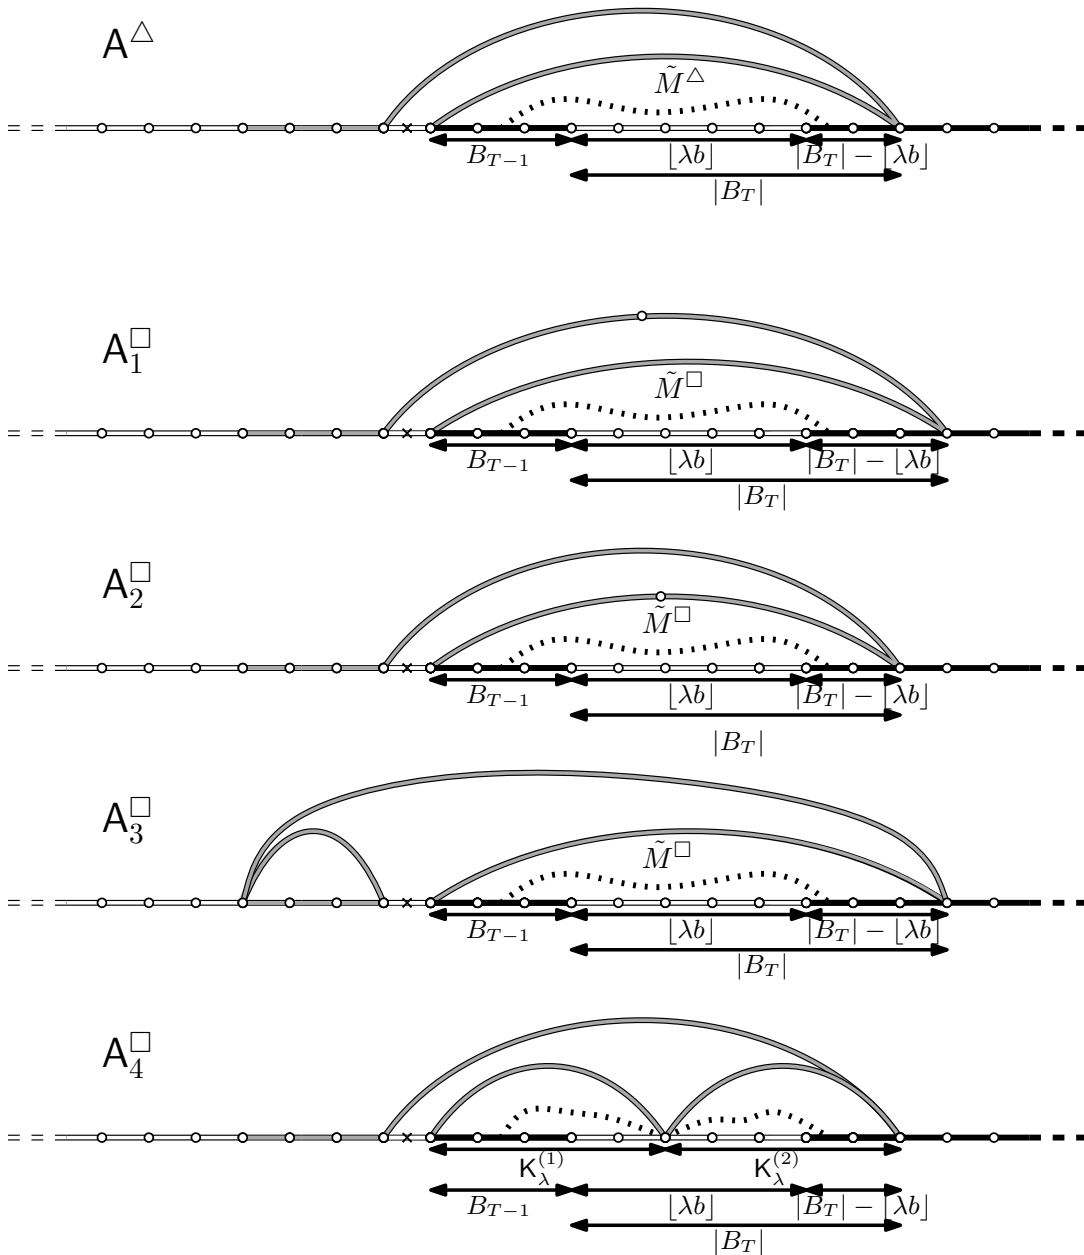 A^△
M̃^△
B_{T−1} ⌊λb⌋ |B_T| − ⌊λb⌋
|B_T|
A_1^□
M̃^□
B_{T−1} ⌊λb⌋ |B_T| − ⌊λb⌋
|B_T|
A_2^□
M̃^□
B_{T−1} ⌊λb⌋ |B_T| − ⌊λb⌋
|B_T|
A_3^□
M̃^□
B_{T−1} ⌊λb⌋ |B_T| − ⌊λb⌋
|B_T|
A_4^□
K_λ^{(1)} K_λ^{(2)}
B_{T−1} ⌊λb⌋ |B_T| − ⌊λb⌋
|B_T|